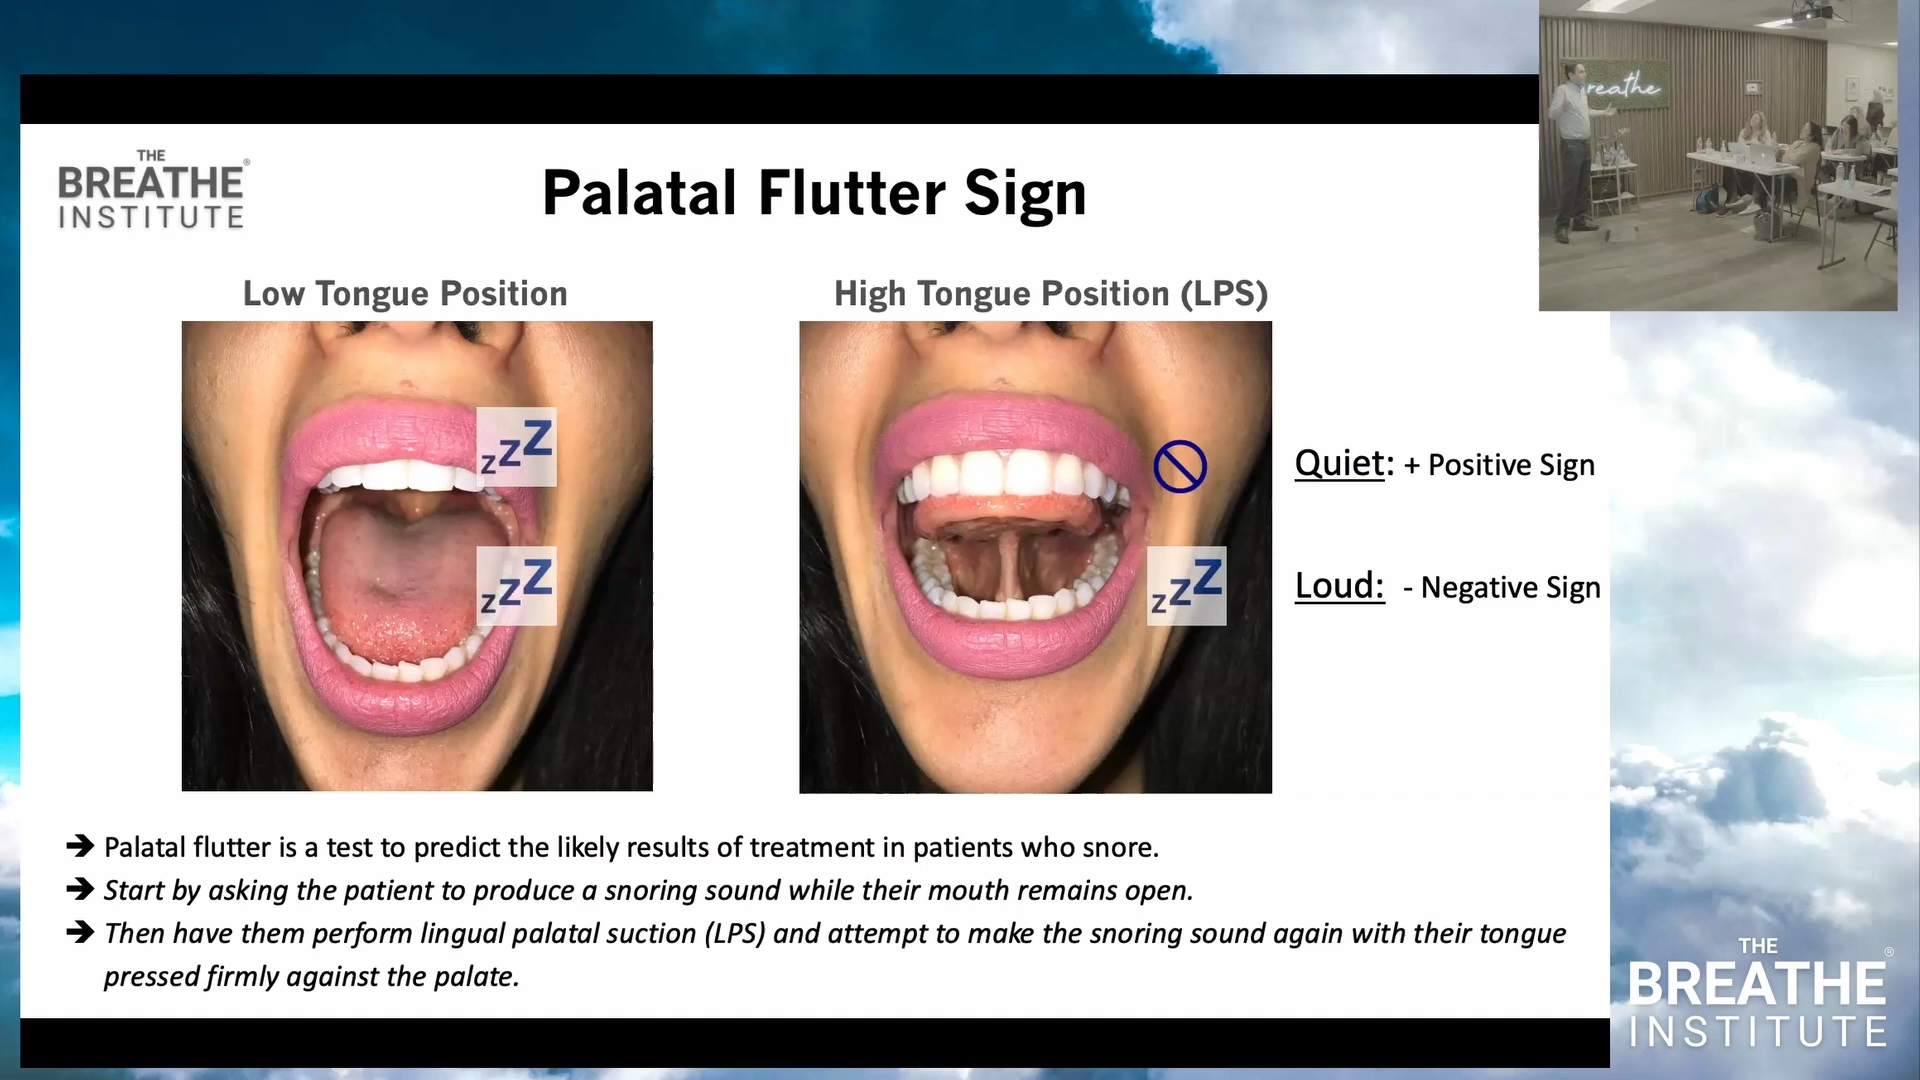 THE
BREATHE®
INSTITUTE
Palatal Flutter Sign
breathe
Low Tongue Position
High Tongue Position (LPS)
zzZ
zzZ
zzZ
Quiet: + Positive Sign
Loud: - Negative Sign
➔ Palatal flutter is a test to predict the likely results of treatment in patients who snore.
➔ Start by asking the patient to produce a snoring sound while their mouth remains open.
➔ Then have them perform lingual palatal suction (LPS) and attempt to make the snoring sound again with their tongue
pressed firmly against the palate.
THE
BREATHE®
INSTITUTE